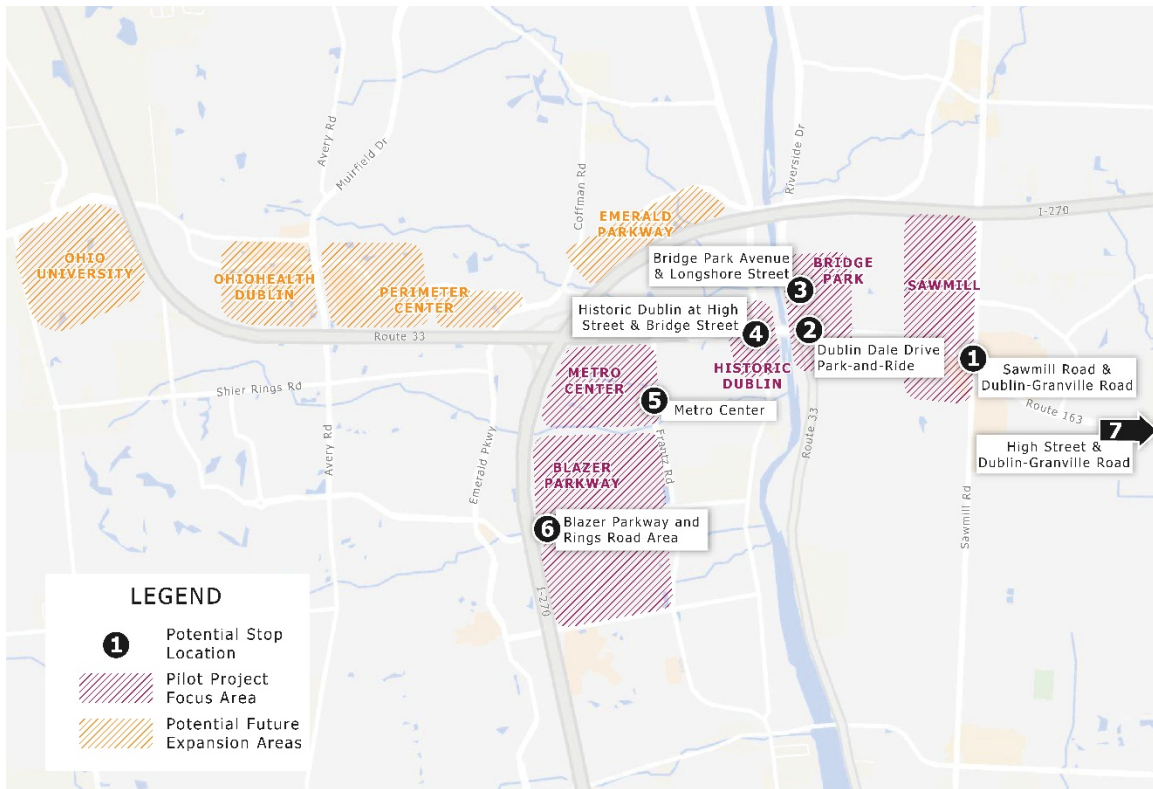 Avery Rd
Muirfield Dr
Coffman Rd
Riverside Dr
I-270
EMERALD
PARKWAY
OHIO
UNIVERSITY
OHIOHEALTH
DUBLIN
PERIMETER
CENTER
Bridge Park Avenue
& Longshore Street
3
BRIDGE
PARK
SAWMILL
Historic Dublin at High
Street & Bridge Street
4
2
Route 33
Dublin Dale Drive
Park-and-Ride
1
Sawmill Road &
Dublin-Granville Road
METRO
CENTER
HISTORIC
DUBLIN
Shier Rings Rd
5
Metro Center
Route 163
7
High Street &
Dublin-Granville Road
Route 33
Frantz Rd
Avery Rd
Emerald Pkwy
BLAZER
PARKWAY
Sawmill Rd
6
Blazer Parkway and
Rings Road Area
I-270
LEGEND
1
Potential Stop
Location
Pilot Project
Focus Area
Potential Future
Expansion Areas